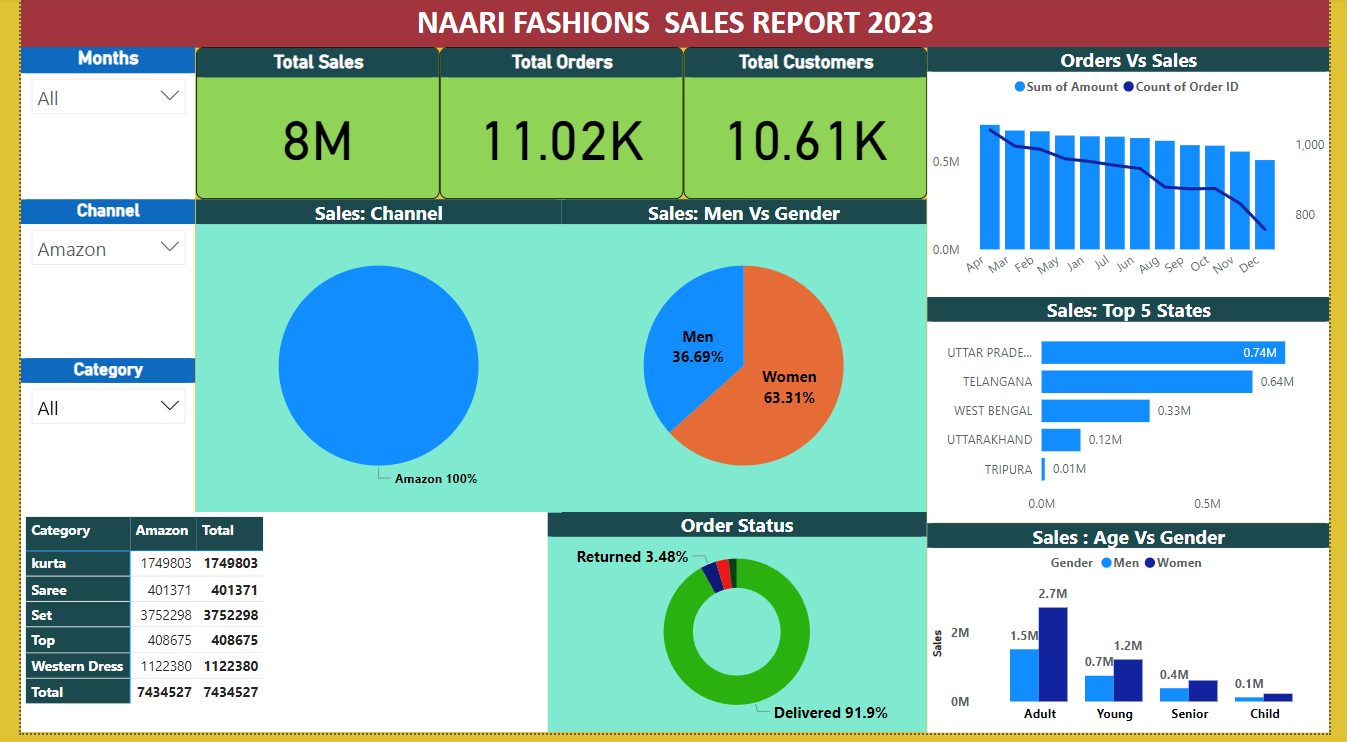 NAARI FASHIONS  SALES REPORT 2023
Months
All
Channel
Amazon
Category
All
Total Sales
8M
Total Orders
11.02K
Total Customers
10.61K
Sales: Channel
Amazon 100%
Sales: Men Vs Gender
Men
36.69%
Women
63.31%
Orders Vs Sales
Sum of Amount Count of Order ID
0.5M
0.0M
1,000
800
Apr Mar Feb May Jan Jul Jun Aug Sep Oct Nov Dec
Sales: Top 5 States
UTTAR PRADE... 0.74M
TELANGANA 0.64M
WEST BENGAL 0.33M
UTTARAKHAND 0.12M
TRIPURA 0.01M
0.0M 0.5M
Category Amazon Total
kurta 1749803 1749803
Saree 401371 401371
Set 3752298 3752298
Top 408675 408675
Western Dress 1122380 1122380
Total 7434527 7434527
Order Status
Returned 3.48%
Delivered 91.9%
Sales : Age Vs Gender
Gender Men Women
Sales
2M
0M
1.5M 2.7M
0.7M 1.2M
0.4M
0.1M
Adult Young Senior Child